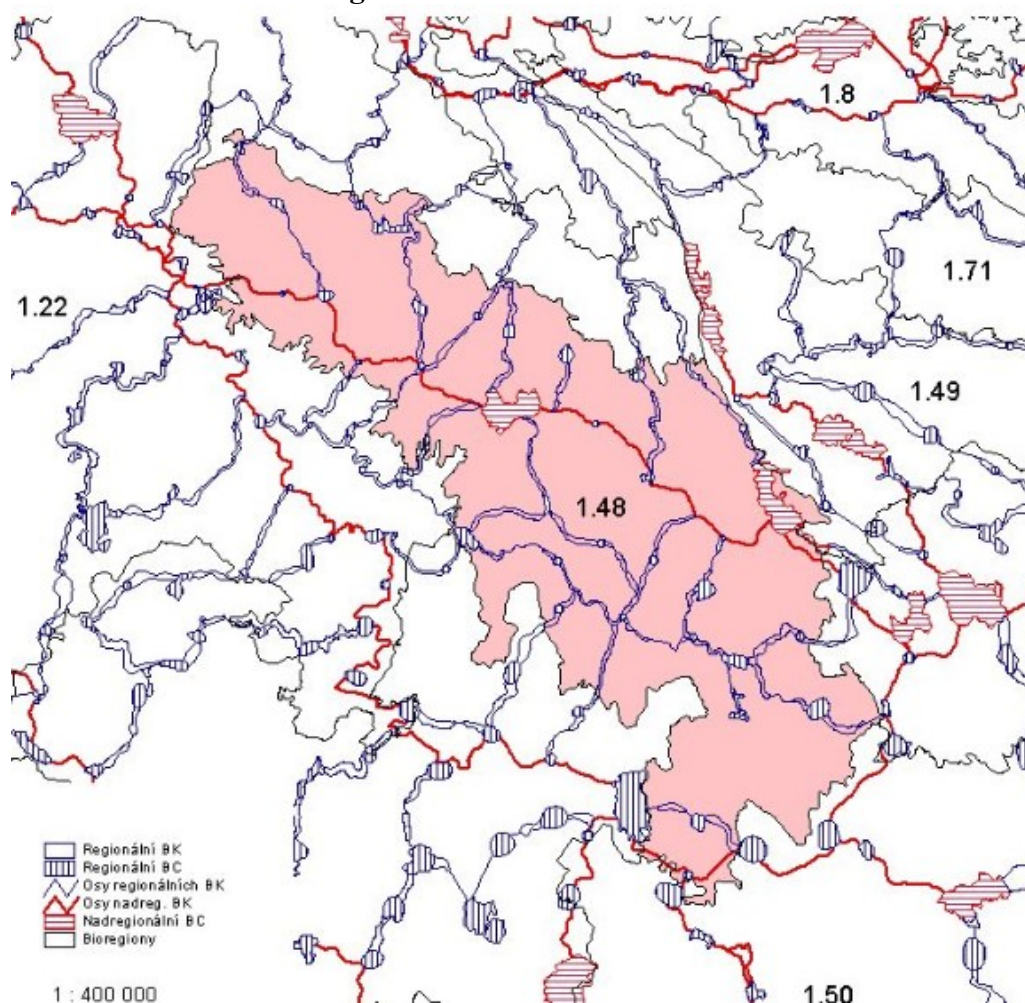 1.8
1.71
1.22
1.49
1.48
Regionální BK
Regionální BC
Osy regionálních BK
Osy nadreg. BK
Nadregionální BC
Bioregiony
1 : 400 000
1.50